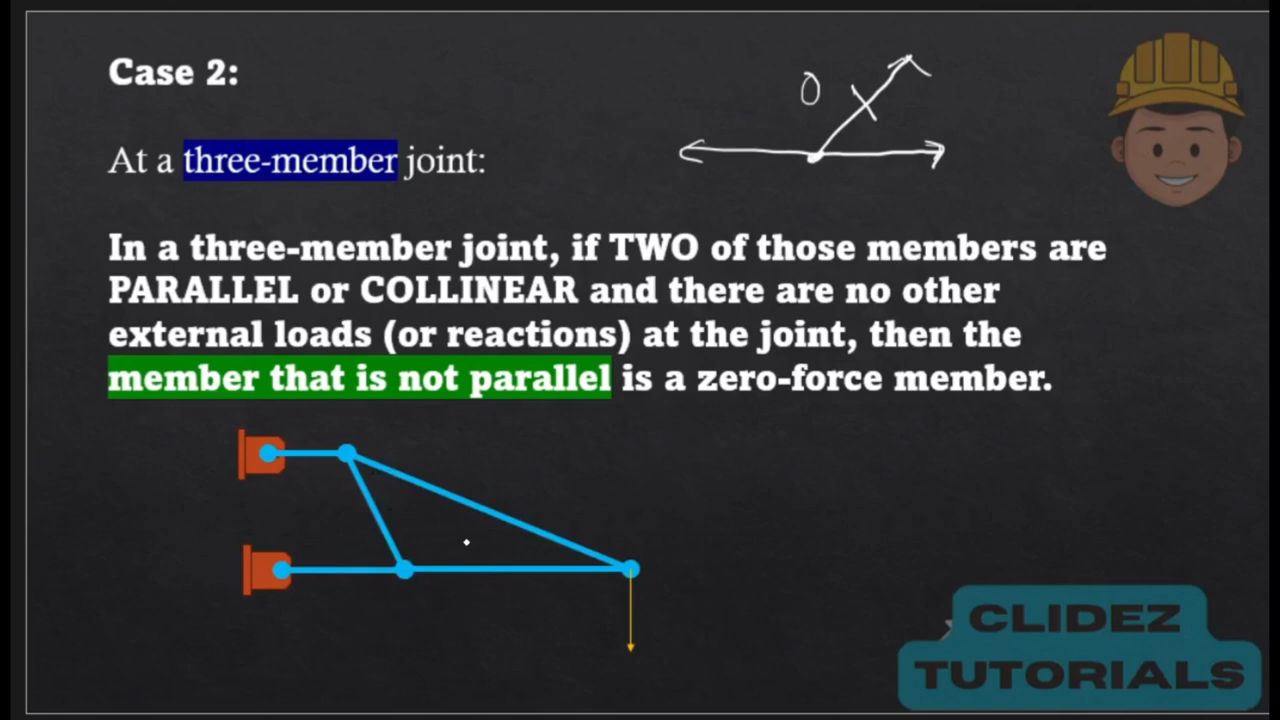 Case 2:
0
At a three-member joint:
In a three-member joint, if TWO of those members are
PARALLEL or COLLINEAR and there are no other
external loads (or reactions) at the joint, then the
member that is not parallel is a zero-force member.
CLIDEZ
TUTORIALS